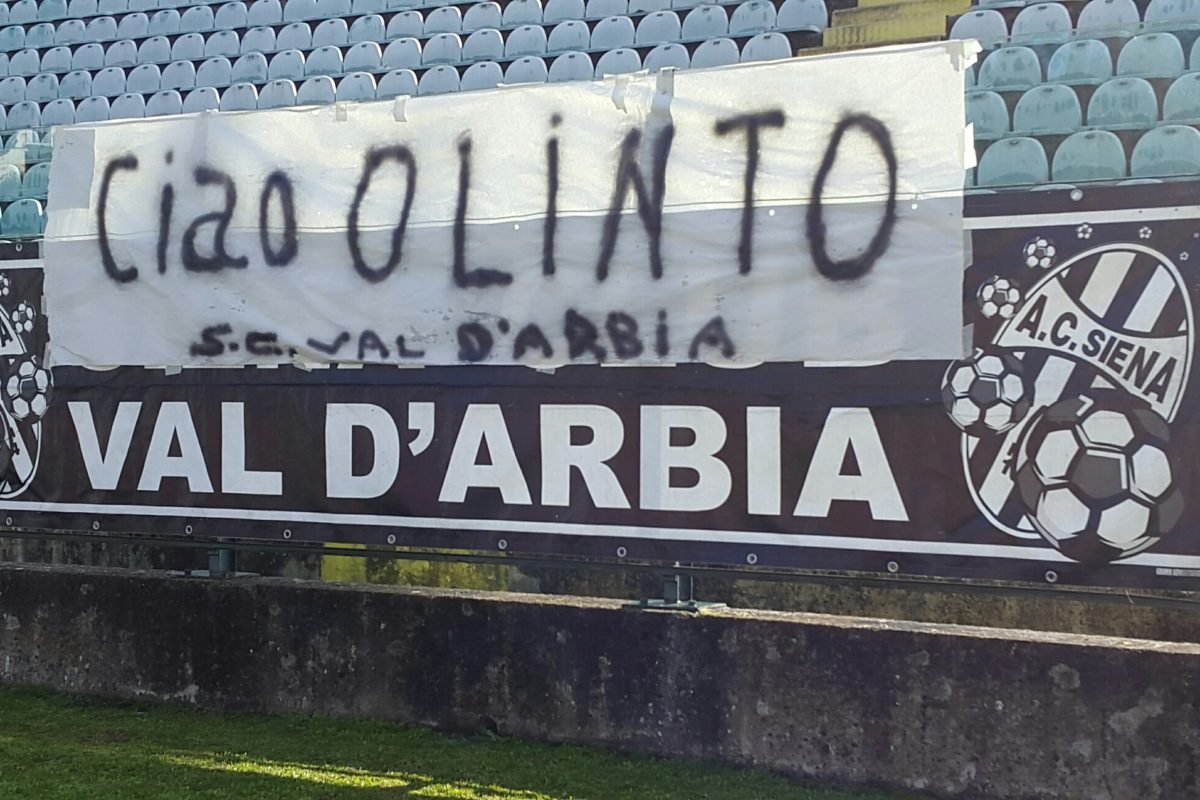 Ciao OLiNTO
S.C. VAL D'ARBiA
VAL D'ARBIA
A.C. SIENA